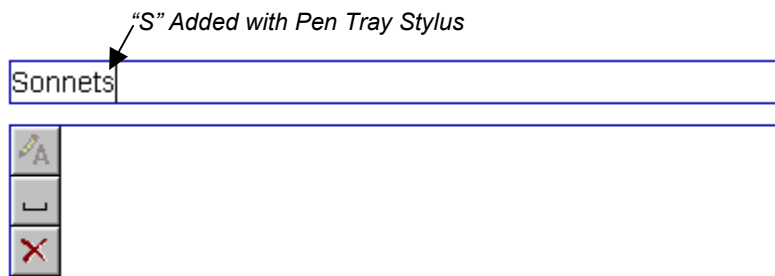 “S” Added with Pen Tray Stylus
Sonnets
A